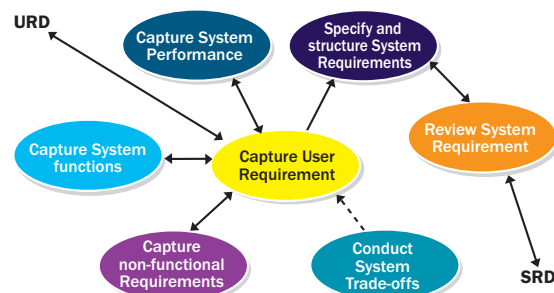 URD
Capture System
Performance
Specify and
structure System
Requirements
Capture System
functions
Capture User
Requirement
Review System
Requirement
Capture
non-functional
Requirements
Conduct
System
Trade-offs
SRD